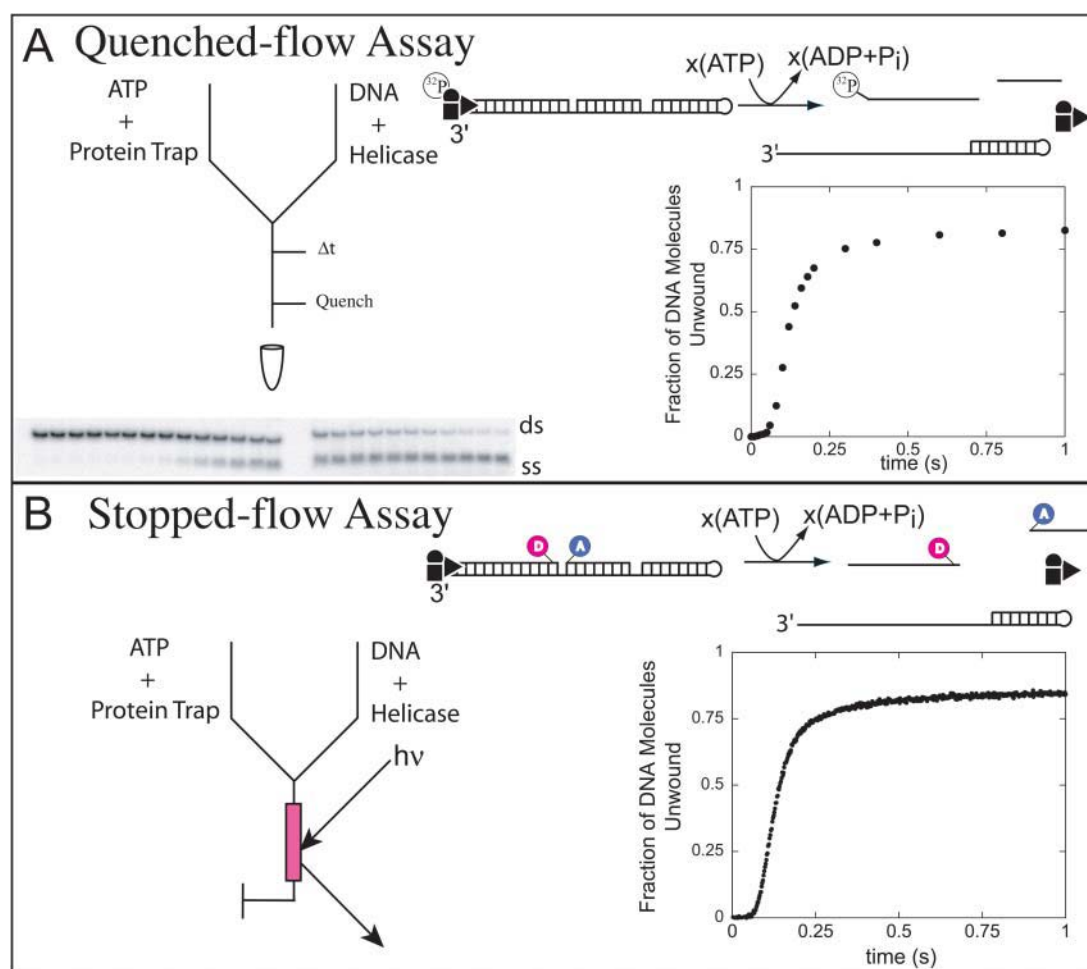 A Quenched-flow Assay
ATP
+
Protein Trap
DNA
+
Helicase
Δt
Quench
32P
3'
x(ATP)
x(ADP+Pi)
32P
3'
1
0.75
0.5
0.25
0
0
0.25
0.5
0.75
1
Fraction of DNA Molecules
Unwound
time (s)
ds
ss
B Stopped-flow Assay
ATP
+
Protein Trap
DNA
+
Helicase
hν
D
A
3'
x(ATP)
x(ADP+Pi)
D
A
3'
1
0.75
0.5
0.25
0
0
0.25
0.5
0.75
1
Fraction of DNA Molecules
Unwound
time (s)